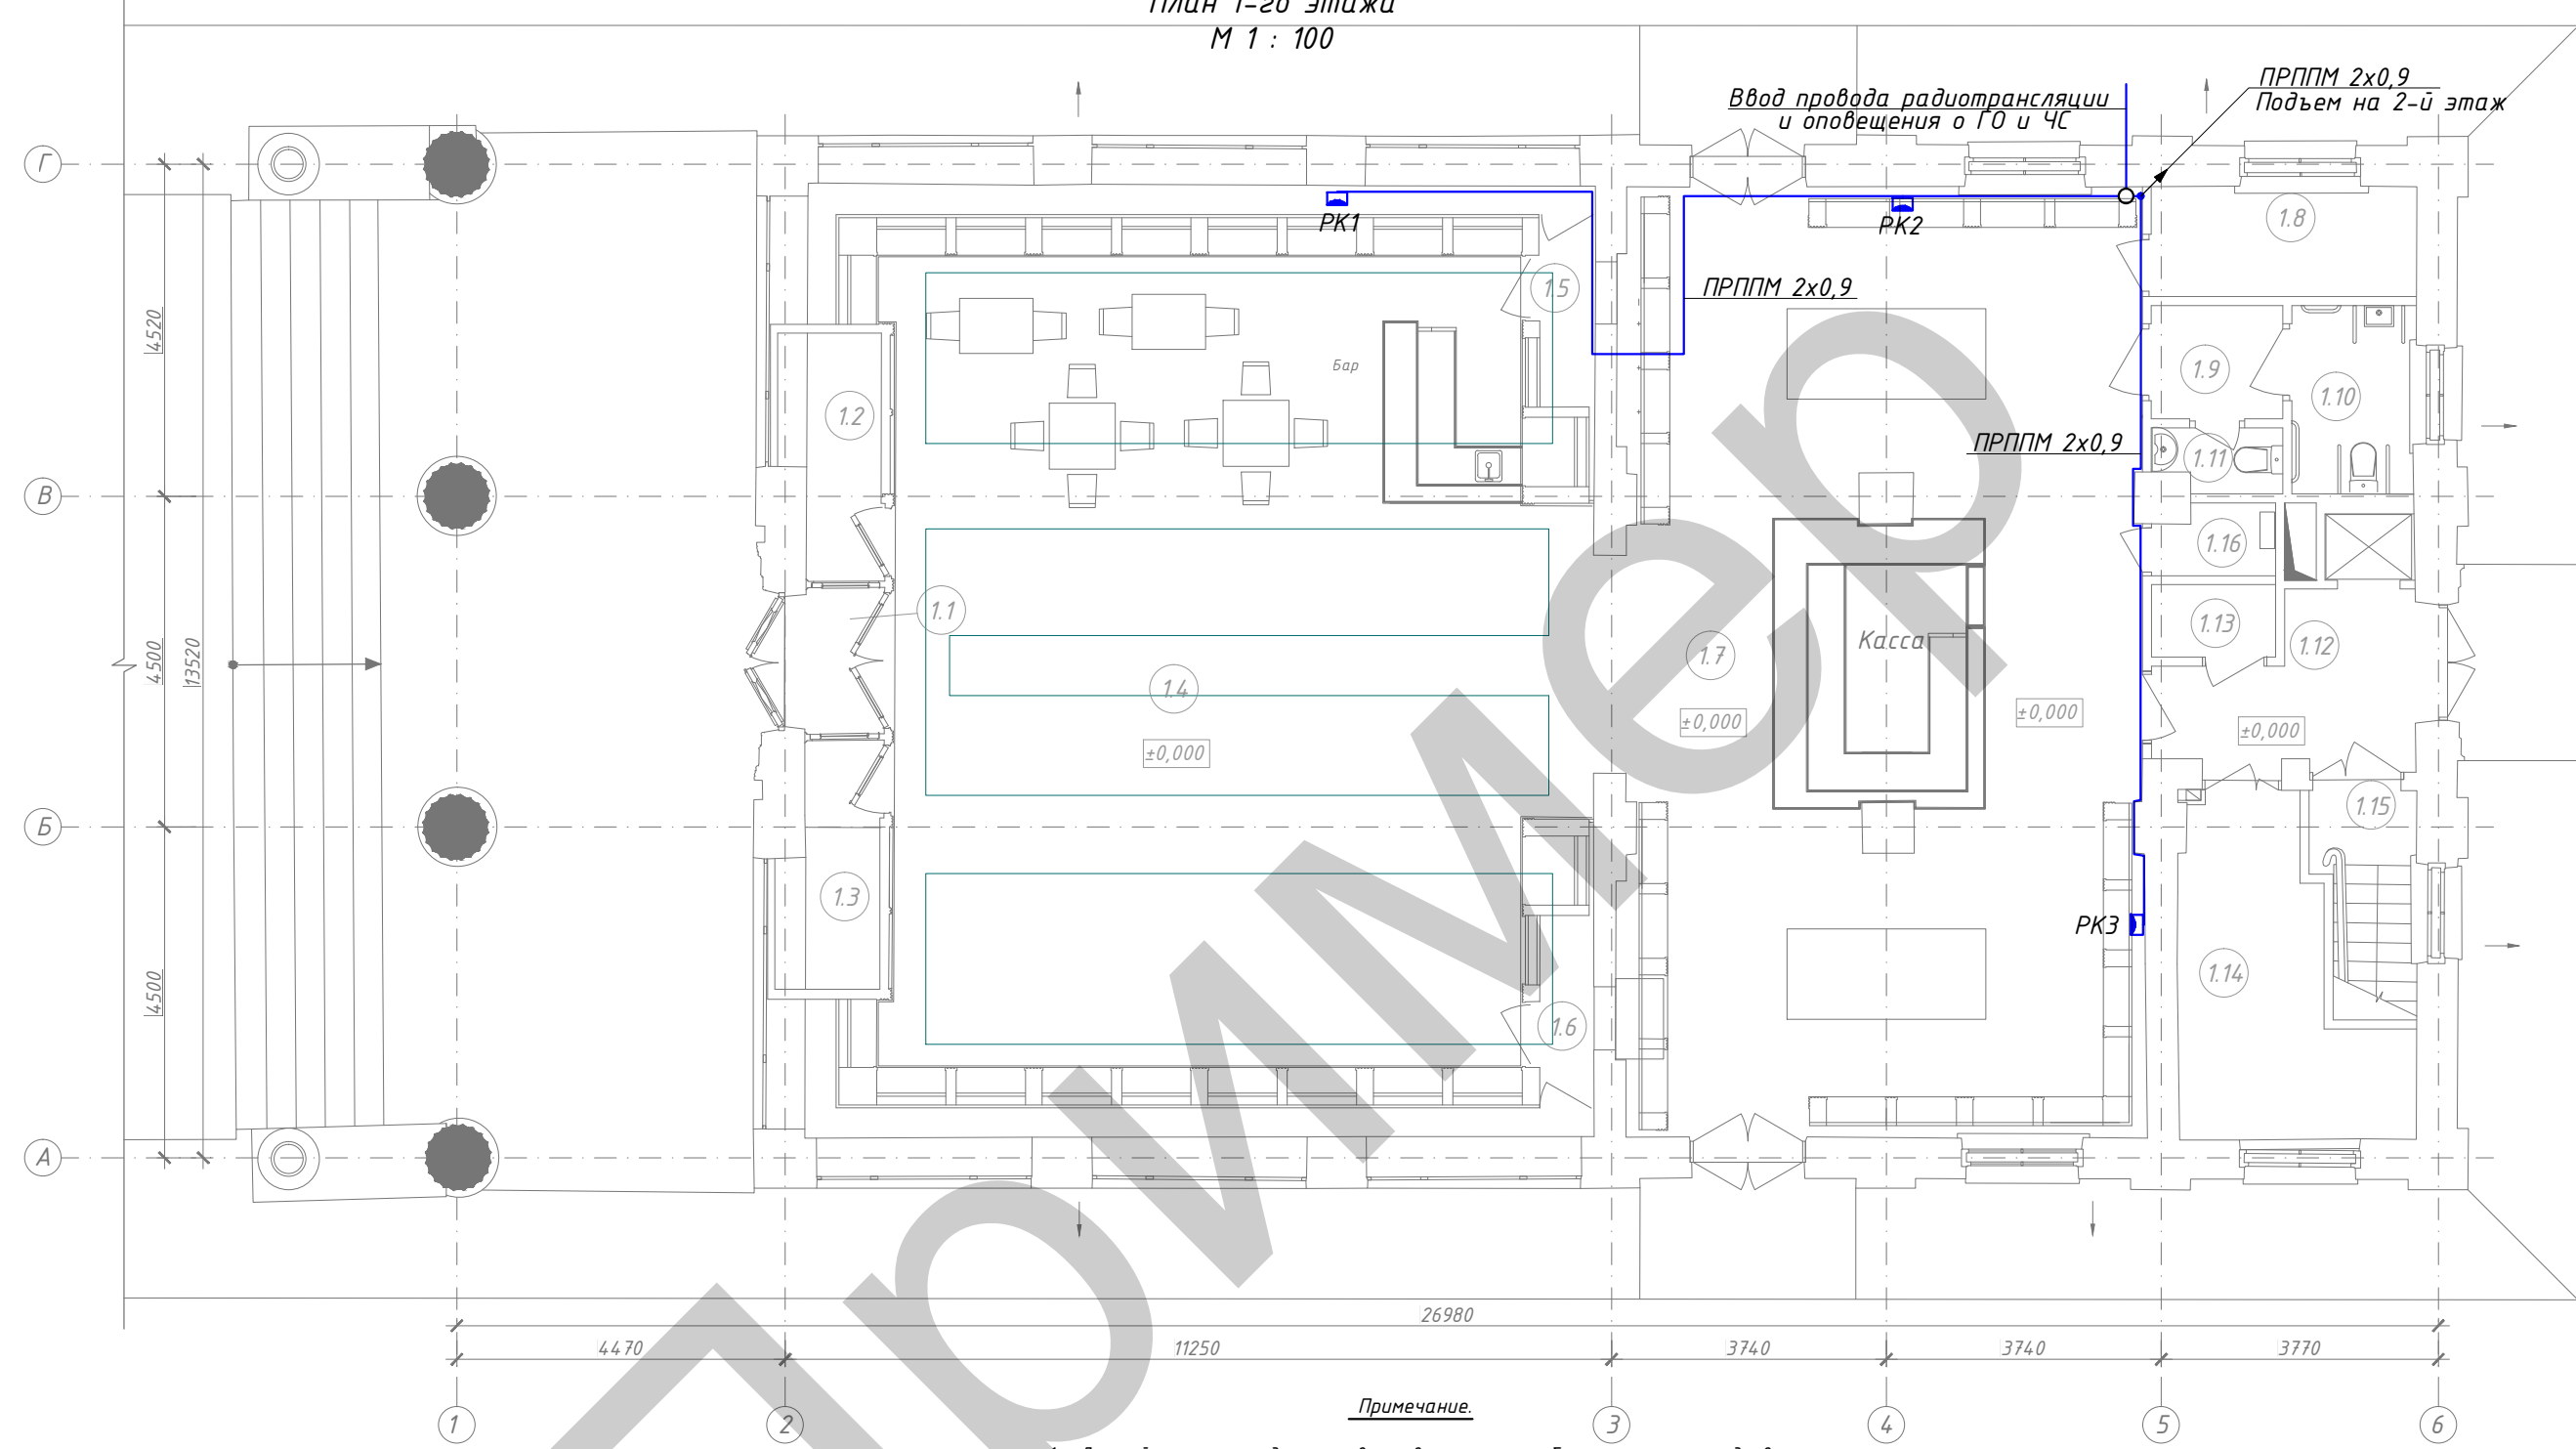 План 1-го этажа
М 1 : 100
ПРППМ 2х0,9
Подъем на 2-й этаж
Ввод провода радиотрансляции
и оповещения о ГО и ЧС
Г
РК1
РК2
1.8
1.5
ПРППМ 2х0,9
4520
Бар
1.9
1.10
1.2
ПРППМ 2х0,9
1.11
В
1.16
1.1
1.13
Касса
1.12
4500
13520
1.7
1.4
±0,000
±0,000
±0,000
±0,000
1.15
Б
1.3
РК3
1.14
4500
1.6
А
Пример
26980
4470
11250
3740
3740
3770
Примечание.
1
2
3
4
5
6